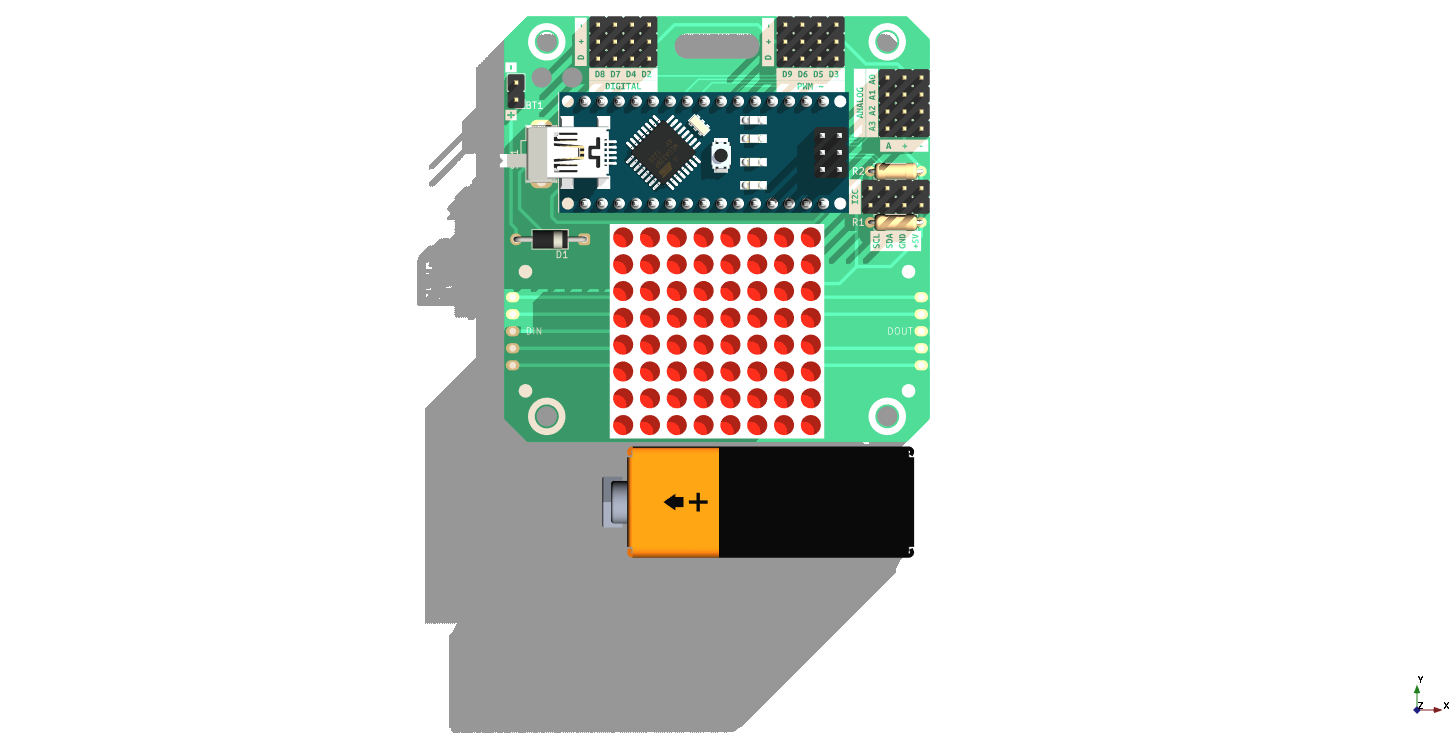 - + D
- + D
D8 D7 D4 D2
DIGITAL
D9 D6 D5 D3
PWM ~
-
BT1
+
ANALOG
A3 A2 A1 A0
A + -
R2
I2C
R1
SCL
SDA
GND
+5V
D1
DIN
DOUT
+
Y
Z
X